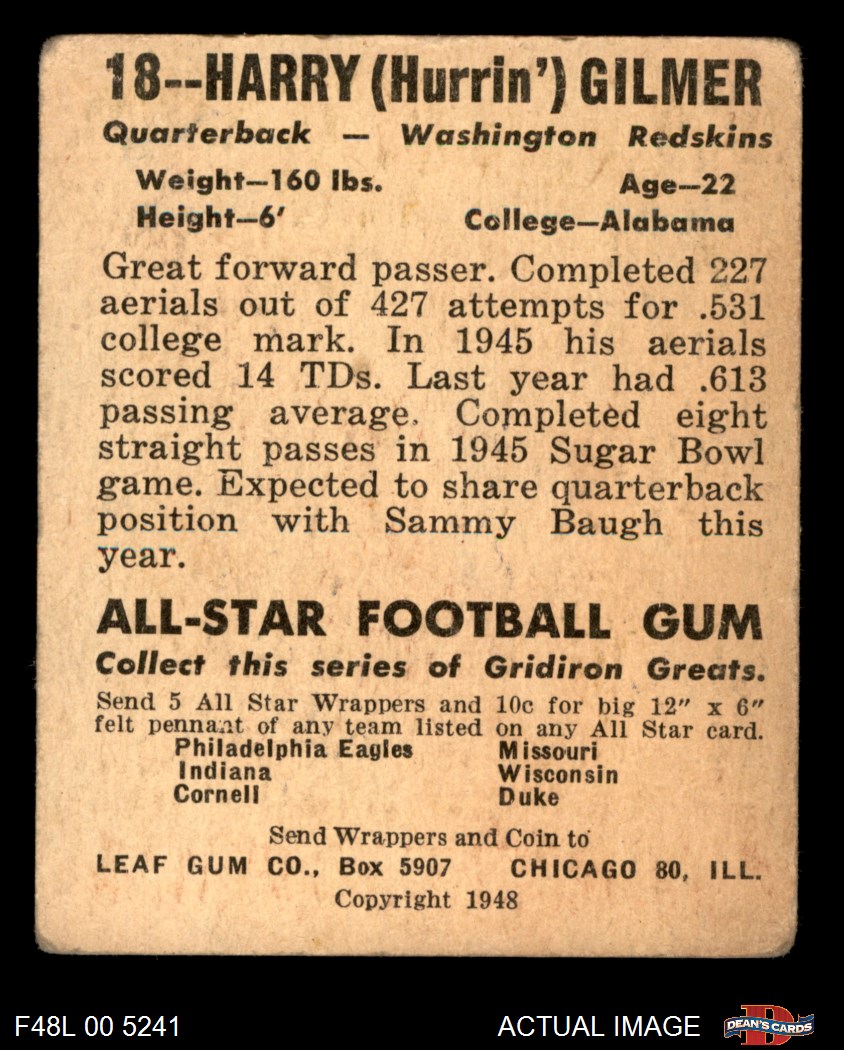 18--HARRY (Hurrin') GILMER
Quarterback — Washington Redskins
Weight—160 lbs. Age—22
Height—6' College—Alabama
Great forward passer. Completed 227
aerials out of 427 attempts for .531
college mark. In 1945 his aerials
scored 14 TDs. Last year had .613
passing average. Completed eight
straight passes in 1945 Sugar Bowl
game. Expected to share quarterback
position with Sammy Baugh this
year.
ALL-STAR FOOTBALL GUM
Collect this series of Gridiron Greats.
Send 5 All Star Wrappers and 10c for big 12" x 6"
felt pennant of any team listed on any All Star card.
Philadelphia Eagles Missouri
Indiana Wisconsin
Cornell Duke
Send Wrappers and Coin to
LEAF GUM CO., Box 5907 CHICAGO 80, ILL.
Copyright 1948
F48L 00 5241 ACTUAL IMAGE DEAN'S CARDS